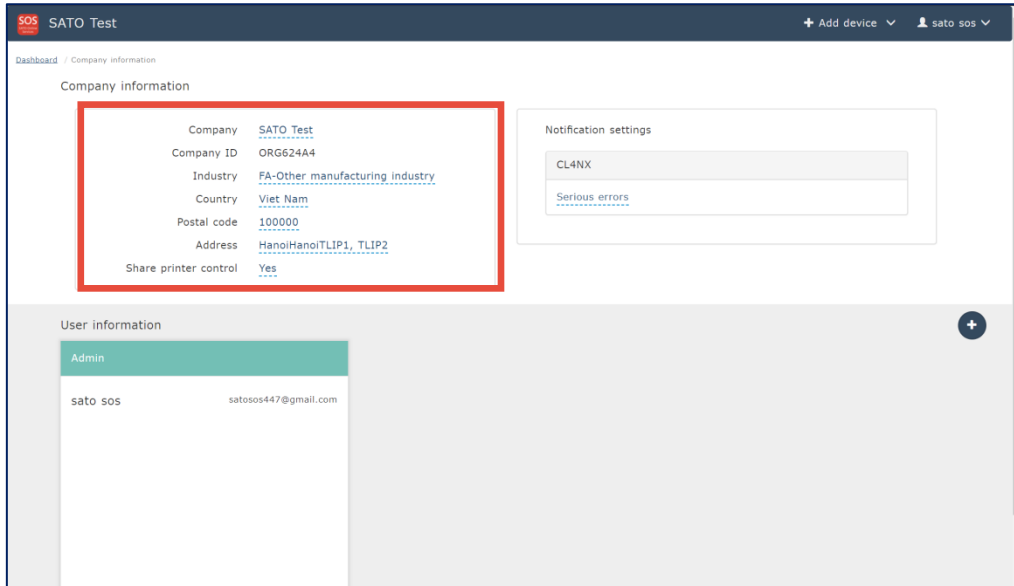 SOS SATO Test
Add device sato sos
Dashboard / Company information
Company information
Company SATO Test
Company ID ORG624A4
Industry FA-Other manufacturing industry
Country Viet Nam
Postal code 100000
Address HanoiHanoiTLIP1, TLIP2
Share printer control Yes
Notification settings
CL4NX
Serious errors
User information
Admin
sato sos satosos447@gmail.com